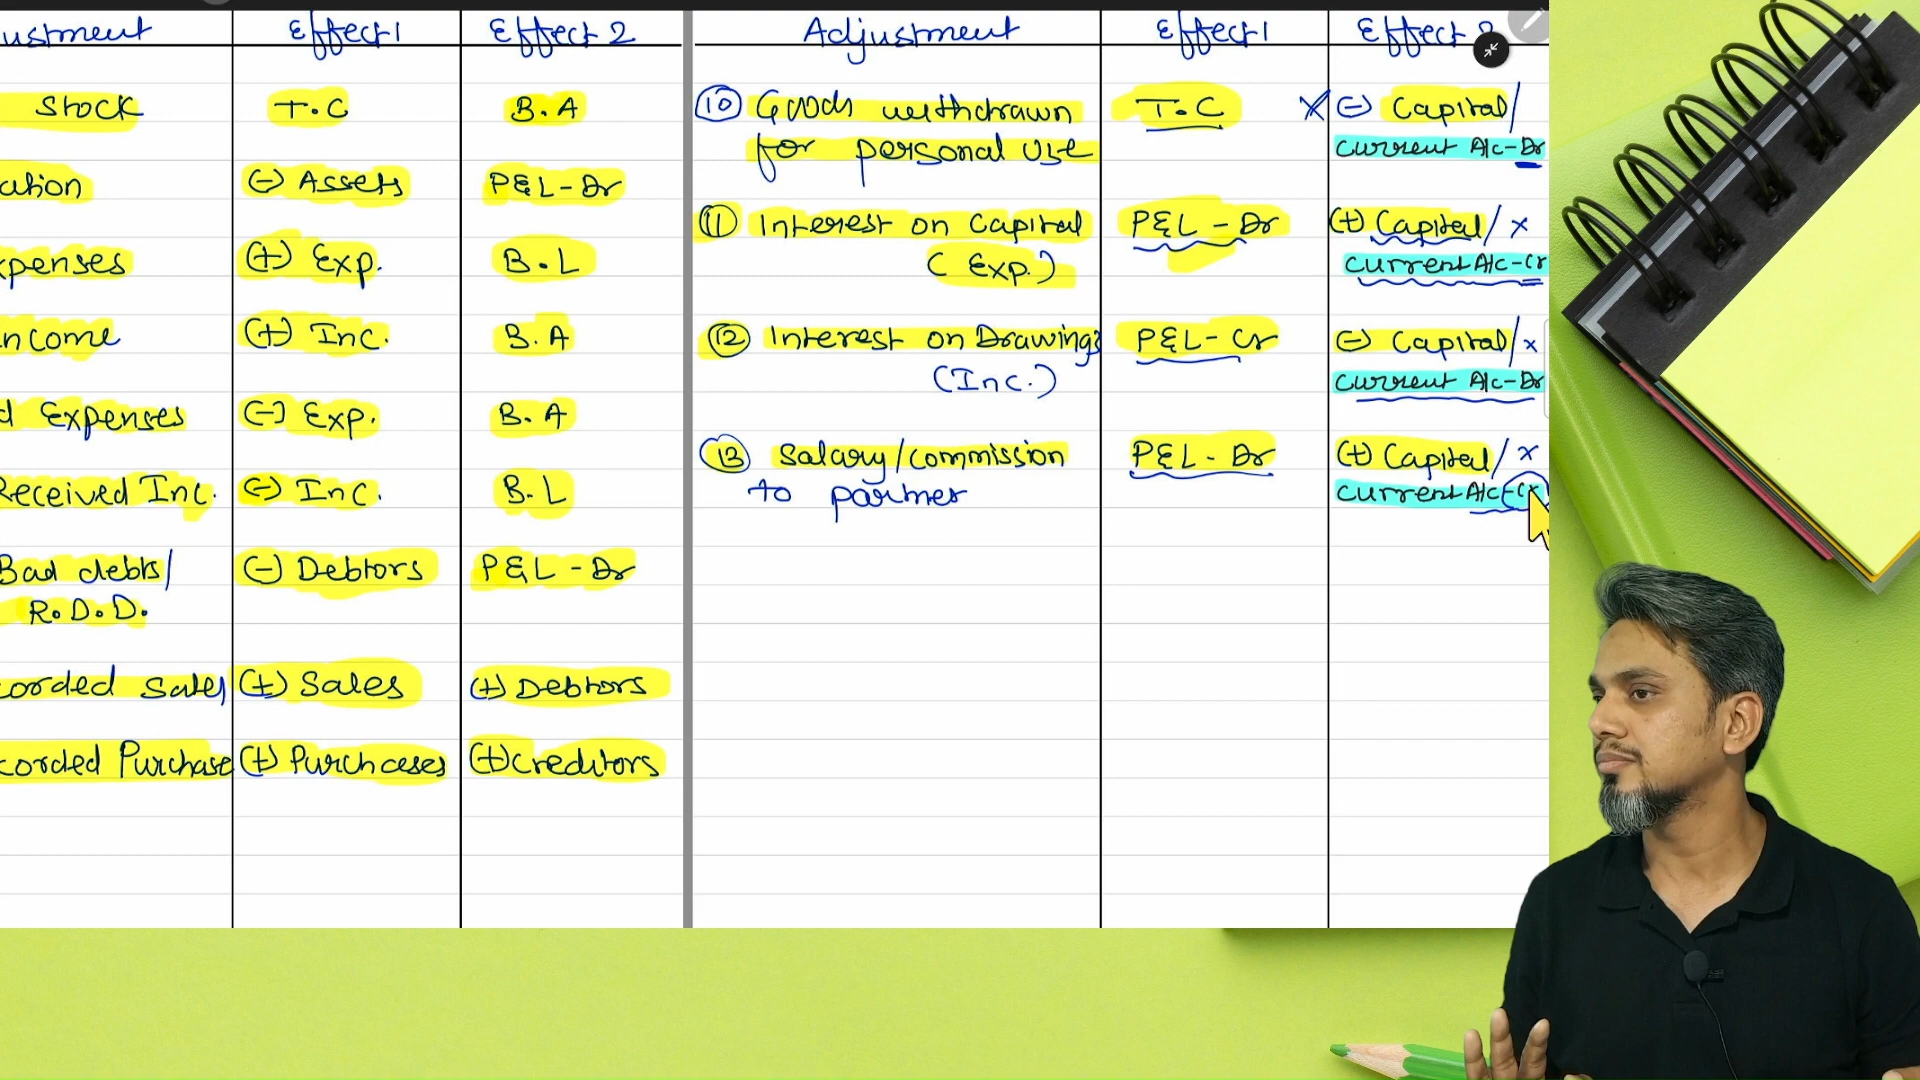 ustment Effect 1 Effect 2
Stock T.C B.A
ation (-) Assets P&L - Dr
xpenses (+) Exp. B.L
ncome (+) Inc. B.A
d Expenses (-) Exp. B.A
Received Inc. (-) Inc. B.L
Bad debts/ (-) Debtors P&L - Dr
R.D.D.
corded Sales (+) Sales (+) Debtors
corded Purchase (+) Purchases (+) creditors
Adjustment Effect 1 Effect
(10) Goods withdrawn T.C X (-) Capital/
for personal use current A/c-Dr
(11) Interest on Capital P&L - Dr (+) Capital/ x
(Exp.) current A/c-Cr
(12) Interest on Drawings P&L - Cr (-) Capital/ x
(Inc.) current A/c-Dr
(13) Salary/commission P&L - Dr (+) Capital/ x
to partner current A/c-Cr